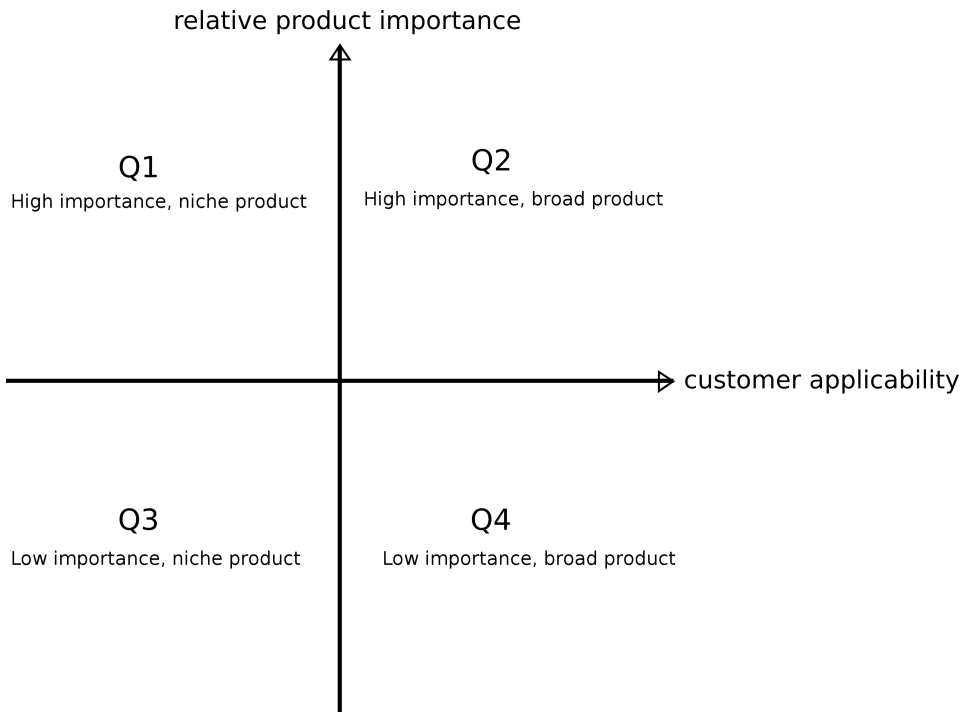 relative product importance
Q1
High importance, niche product
Q2
High importance, broad product
customer applicability
Q3
Low importance, niche product
Q4
Low importance, broad product